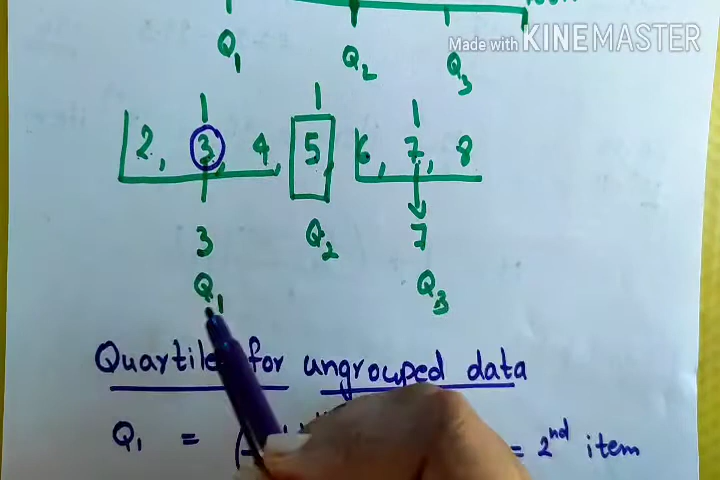 Q1 Q2 Q3
Made with KINEMASTER
2, 3, 4, 5, 6, 7, 8
3 Q2 7
Q1 Q3
Quartile for ungrouped data
Q1 = = 2nd item